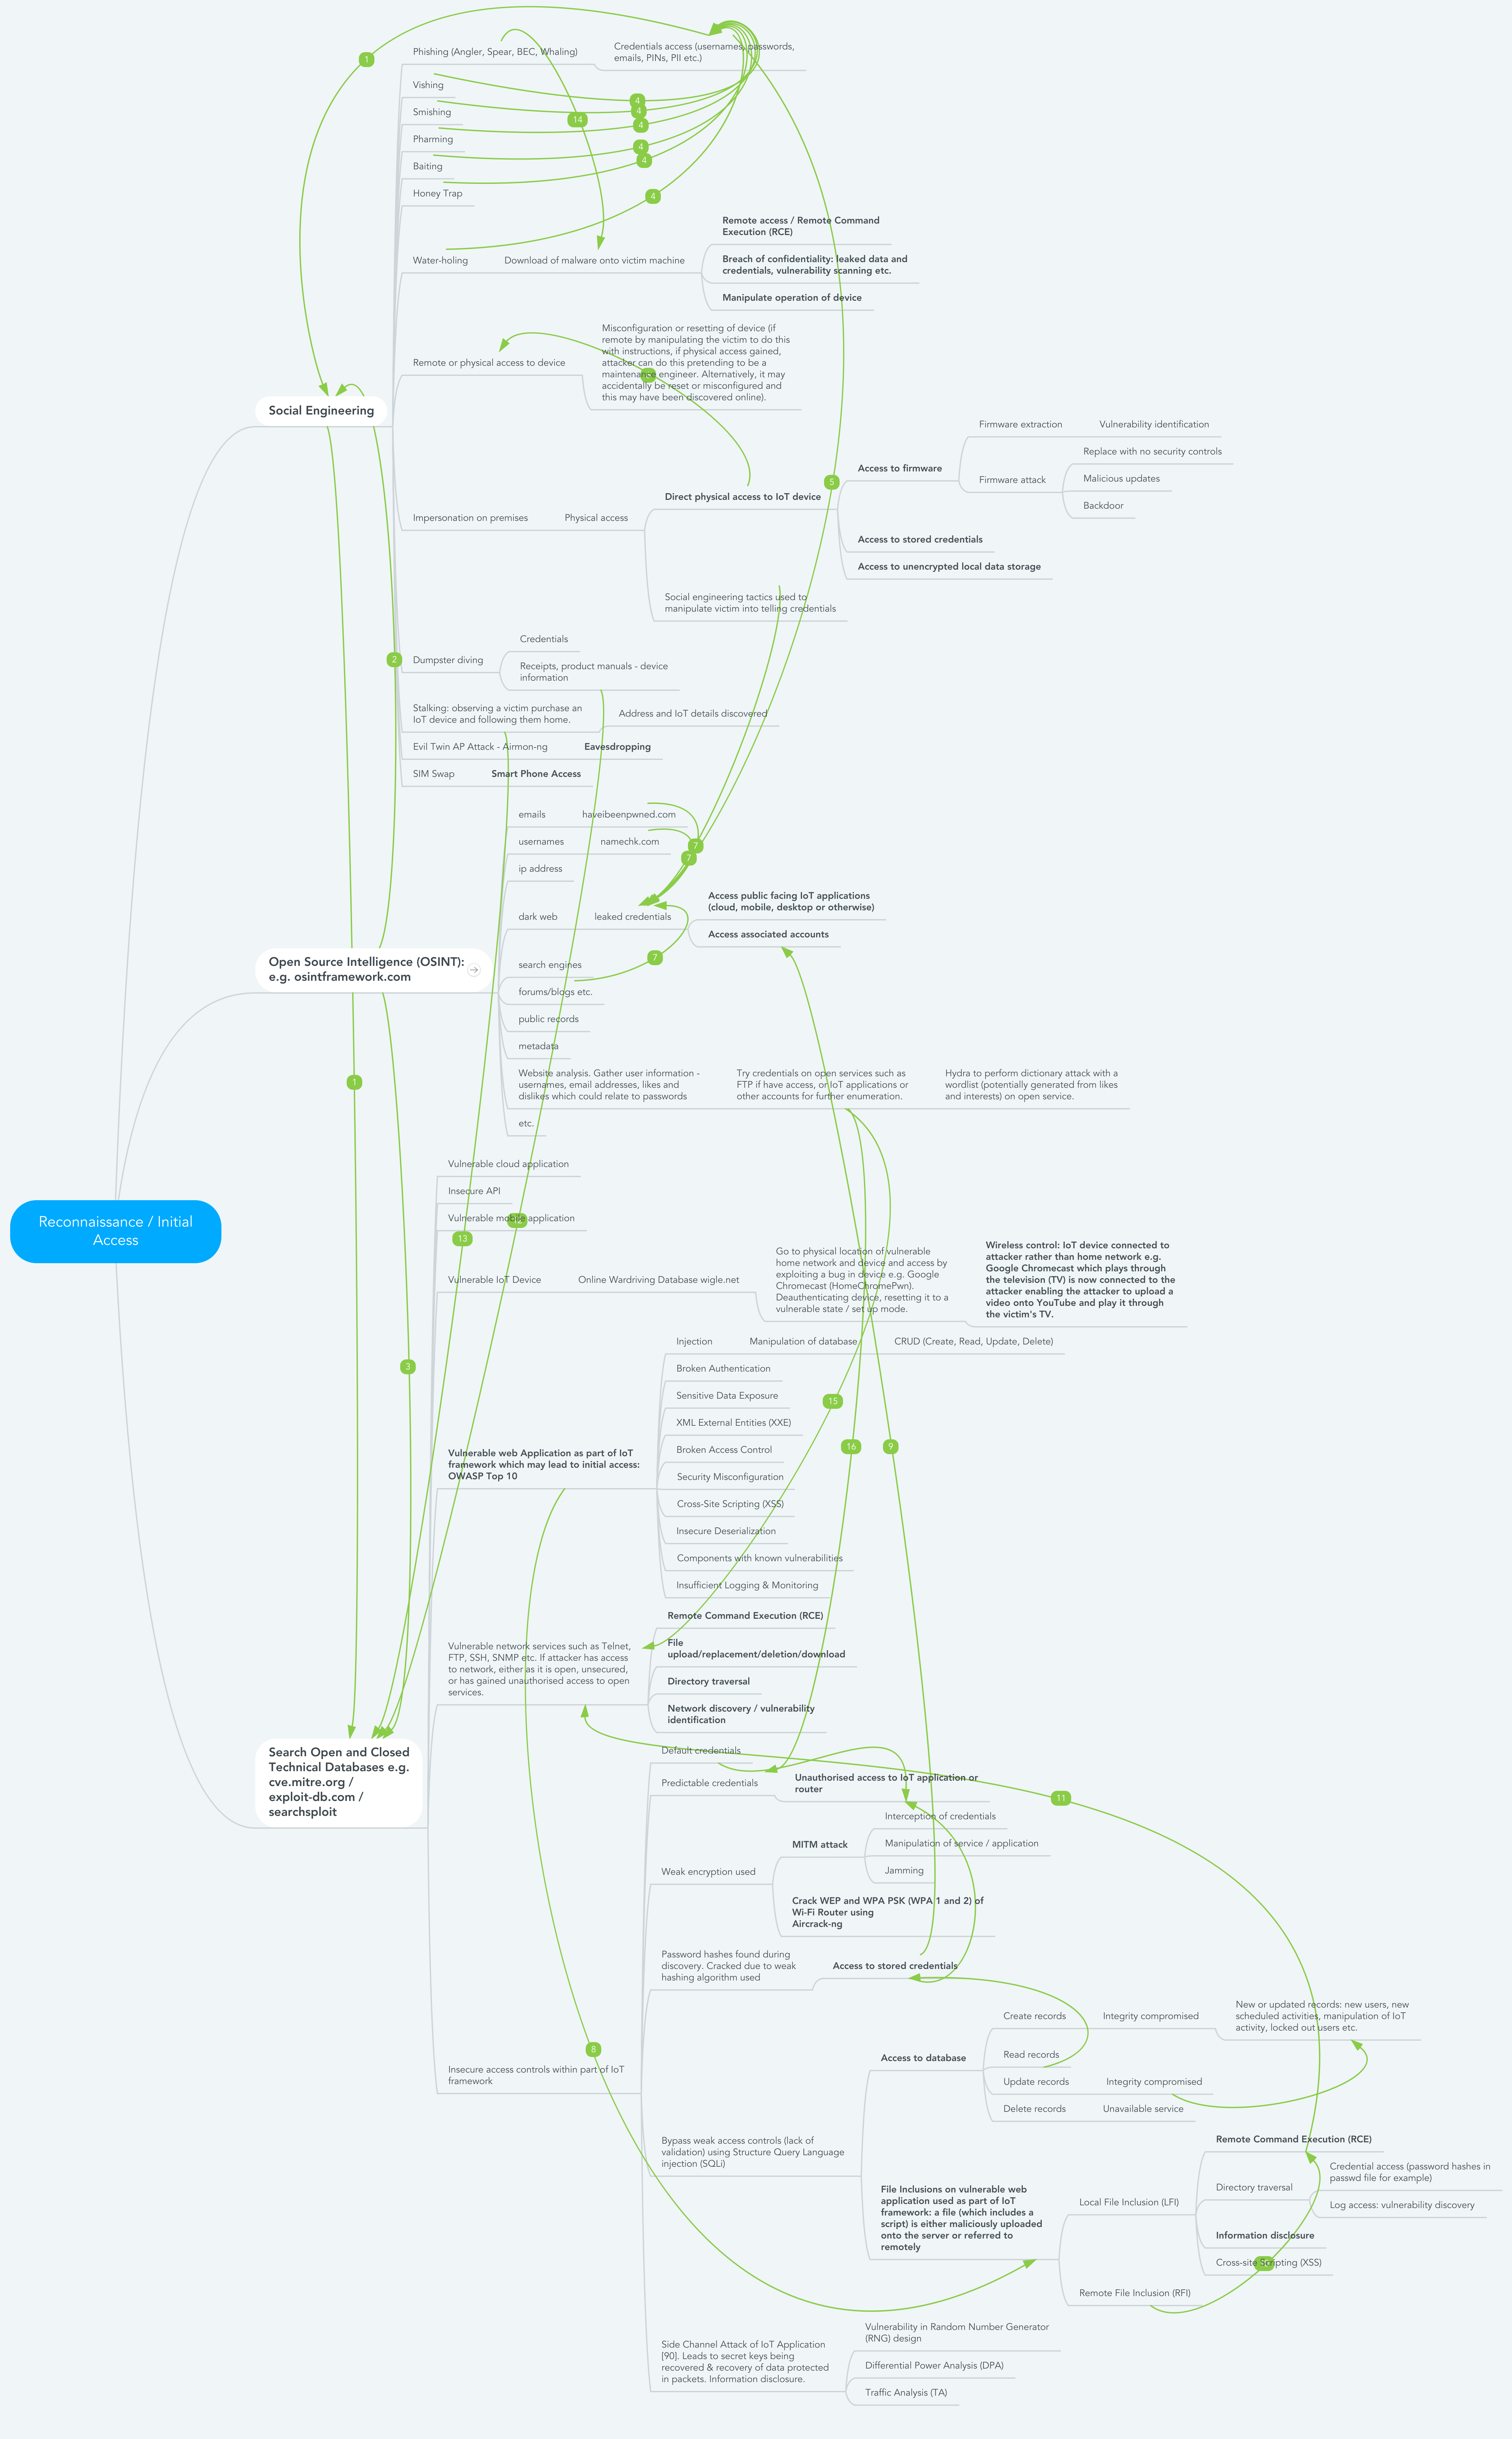 Reconnaissance / Initial
Access
Social Engineering
Phishing (Angler, Spear, BEC, Whaling)
Credentials access (usernames, passwords,
emails, PINs, PII etc.)
1
Vishing
Smishing
Pharming
Baiting
Honey Trap
4
4
4
4
4
4
14
Water-holing
Download of malware onto victim machine
Remote access / Remote Command
Execution (RCE)
Breach of confidentiality: leaked data and
credentials, vulnerability scanning etc.
Manipulate operation of device
Remote or physical access to device
Misconfiguration or resetting of device (if
remote by manipulating the victim to do this
with instructions, if physical access gained,
attacker can do this pretending to be a
maintenance engineer. Alternatively, it may
accidentally be reset or misconfigured and
this may have been discovered online).
Impersonation on premises
Physical access
Direct physical access to IoT device
5
Access to firmware
Firmware extraction
Vulnerability identification
Firmware attack
Replace with no security controls
Malicious updates
Backdoor
Access to stored credentials
Access to unencrypted local data storage
Social engineering tactics used to
manipulate victim into telling credentials
2
Dumpster diving
Credentials
Receipts, product manuals - device
information
Stalking: observing a victim purchase an
IoT device and following them home.
Address and IoT details discovered
Evil Twin AP Attack - Airmon-ng
Eavesdropping
SIM Swap
Smart Phone Access
Open Source Intelligence (OSINT):
e.g. osintframework.com
emails
haveibeenpwned.com
usernames
namechk.com
7
7
ip address
dark web
leaked credentials
Access public facing IoT applications
(cloud, mobile, desktop or otherwise)
Access associated accounts
7
search engines
forums/blogs etc.
public records
metadata
Website analysis. Gather user information -
usernames, email addresses, likes and
dislikes which could relate to passwords
Try credentials on open services such as
FTP if have access, or IoT applications or
other accounts for further enumeration.
Hydra to perform dictionary attack with a
wordlist (potentially generated from likes
and interests) on open service.
etc.
1
3
13
Search Open and Closed
Technical Databases e.g.
cve.mitre.org /
exploit-db.com /
searchsploit
Vulnerable cloud application
Insecure API
Vulnerable mobile application
Vulnerable IoT Device
Online Wardriving Database wigle.net
Go to physical location of vulnerable
home network and device and access by
exploiting a bug in device e.g. Google
Chromecast (HomeChromePwn).
Deauthenticating device, resetting it to a
vulnerable state / set up mode.
Wireless control: IoT device connected to
attacker rather than home network e.g.
Google Chromecast which plays through
the television (TV) is now connected to the
attacker enabling the attacker to upload a
video onto YouTube and play it through
the victim's TV.
Vulnerable web Application as part of IoT
framework which may lead to initial access:
OWASP Top 10
Injection
Manipulation of database
CRUD (Create, Read, Update, Delete)
Broken Authentication
Sensitive Data Exposure
XML External Entities (XXE)
Broken Access Control
Security Misconfiguration
Cross-Site Scripting (XSS)
Insecure Deserialization
Components with known vulnerabilities
Insufficient Logging & Monitoring
15
16
9
Vulnerable network services such as Telnet,
FTP, SSH, SNMP etc. If attacker has access
to network, either as it is open, unsecured,
or has gained unauthorised access to open
services.
Remote Command Execution (RCE)
File
upload/replacement/deletion/download
Directory traversal
Network discovery / vulnerability
identification
Insecure access controls within part of IoT
framework
8
11
Default credentials
Predictable credentials
Unauthorised access to IoT application or
router
Weak encryption used
MITM attack
Interception of credentials
Manipulation of service / application
Jamming
Crack WEP and WPA PSK (WPA 1 and 2) of
Wi-Fi Router using
Aircrack-ng
Password hashes found during
discovery. Cracked due to weak
hashing algorithm used
Access to stored credentials
Bypass weak access controls (lack of
validation) using Structure Query Language
injection (SQLi)
Access to database
Create records
Integrity compromised
New or updated records: new users, new
scheduled activities, manipulation of IoT
activity, locked out users etc.
Read records
Update records
Integrity compromised
Delete records
Unavailable service
File Inclusions on vulnerable web
application used as part of IoT
framework: a file (which includes a
script) is either maliciously uploaded
onto the server or referred to
remotely
Local File Inclusion (LFI)
Remote Command Execution (RCE)
Directory traversal
Credential access (password hashes in
passwd file for example)
Log access: vulnerability discovery
Information disclosure
Cross-site Scripting (XSS)
Remote File Inclusion (RFI)
Side Channel Attack of IoT Application
[90]. Leads to secret keys being
recovered & recovery of data protected
in packets. Information disclosure.
Vulnerability in Random Number Generator
(RNG) design
Differential Power Analysis (DPA)
Traffic Analysis (TA)